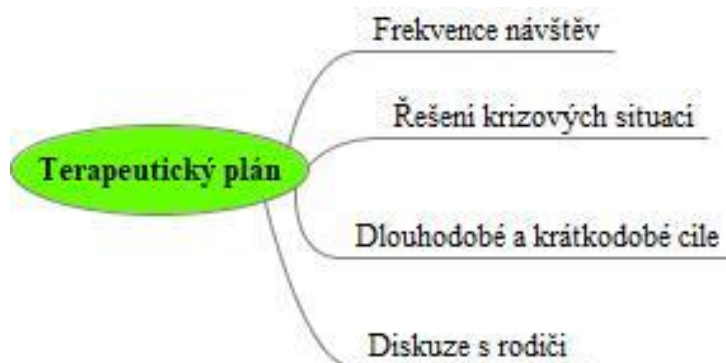 Frekvence návštěv
Řešení krizových situací
Terapeutický plán
Dlouhodobé a krátkodobé cíle
Diskuze s rodiči